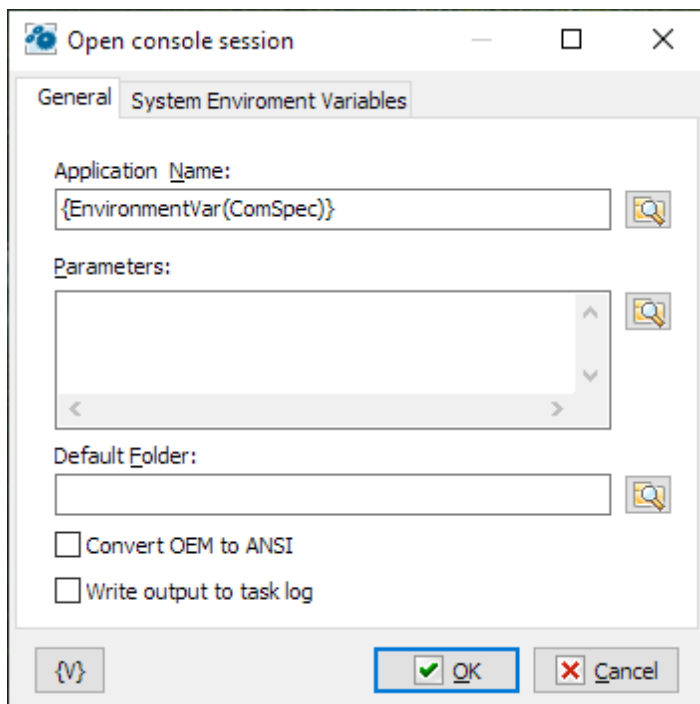 Open console session
General
System Enviroment Variables
Application Name:
{EnvironmentVar(ComSpec)}
Parameters:
Default Folder:
Convert OEM to ANSI
Write output to task log
{V}
OK
Cancel